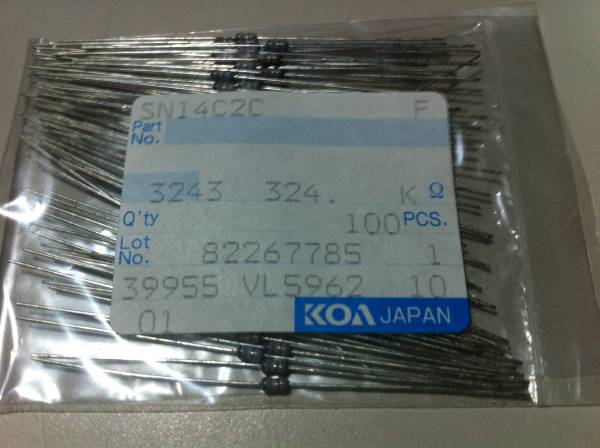 SN14C2C F
Part
No.
3243 324. K Ω
Q'ty 100 PCS.
Lot
No. 82267785 1
39955 VL5962 10
01 KOA JAPAN